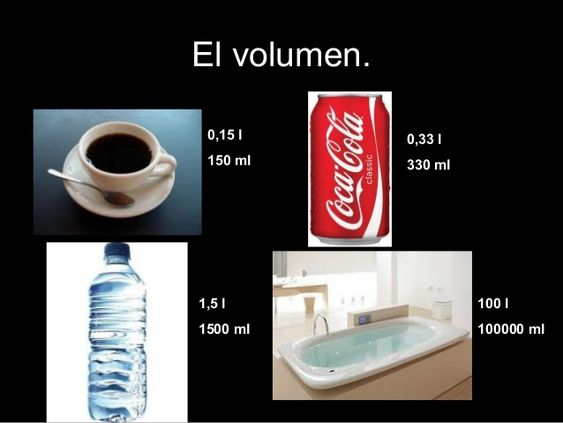 El volumen.
0,15 l
150 ml
Coca-Cola
classic
0,33 l
330 ml
1,5 l
1500 ml
100 l
100000 ml